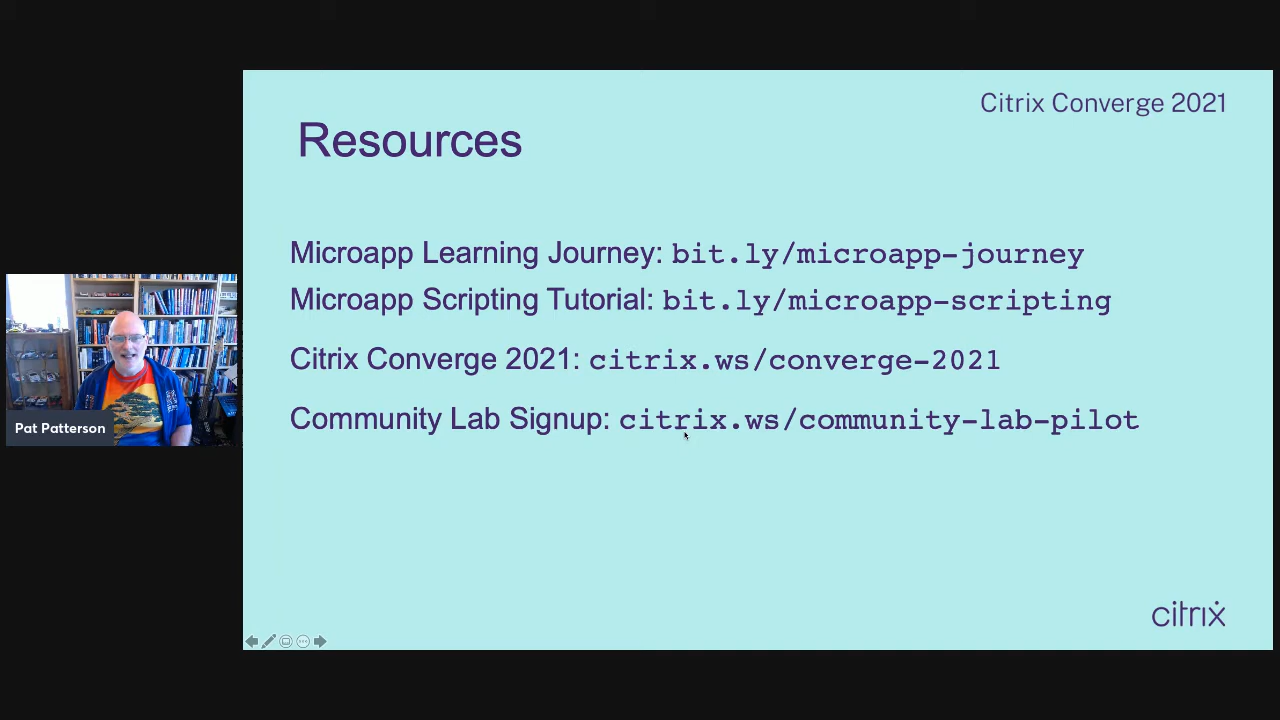 Citrix Converge 2021
Resources
Microapp Learning Journey: bit.ly/microapp-journey
Microapp Scripting Tutorial: bit.ly/microapp-scripting
Citrix Converge 2021: citrix.ws/converge-2021
Community Lab Signup: citrix.ws/community-lab-pilot
Pat Patterson
citrix